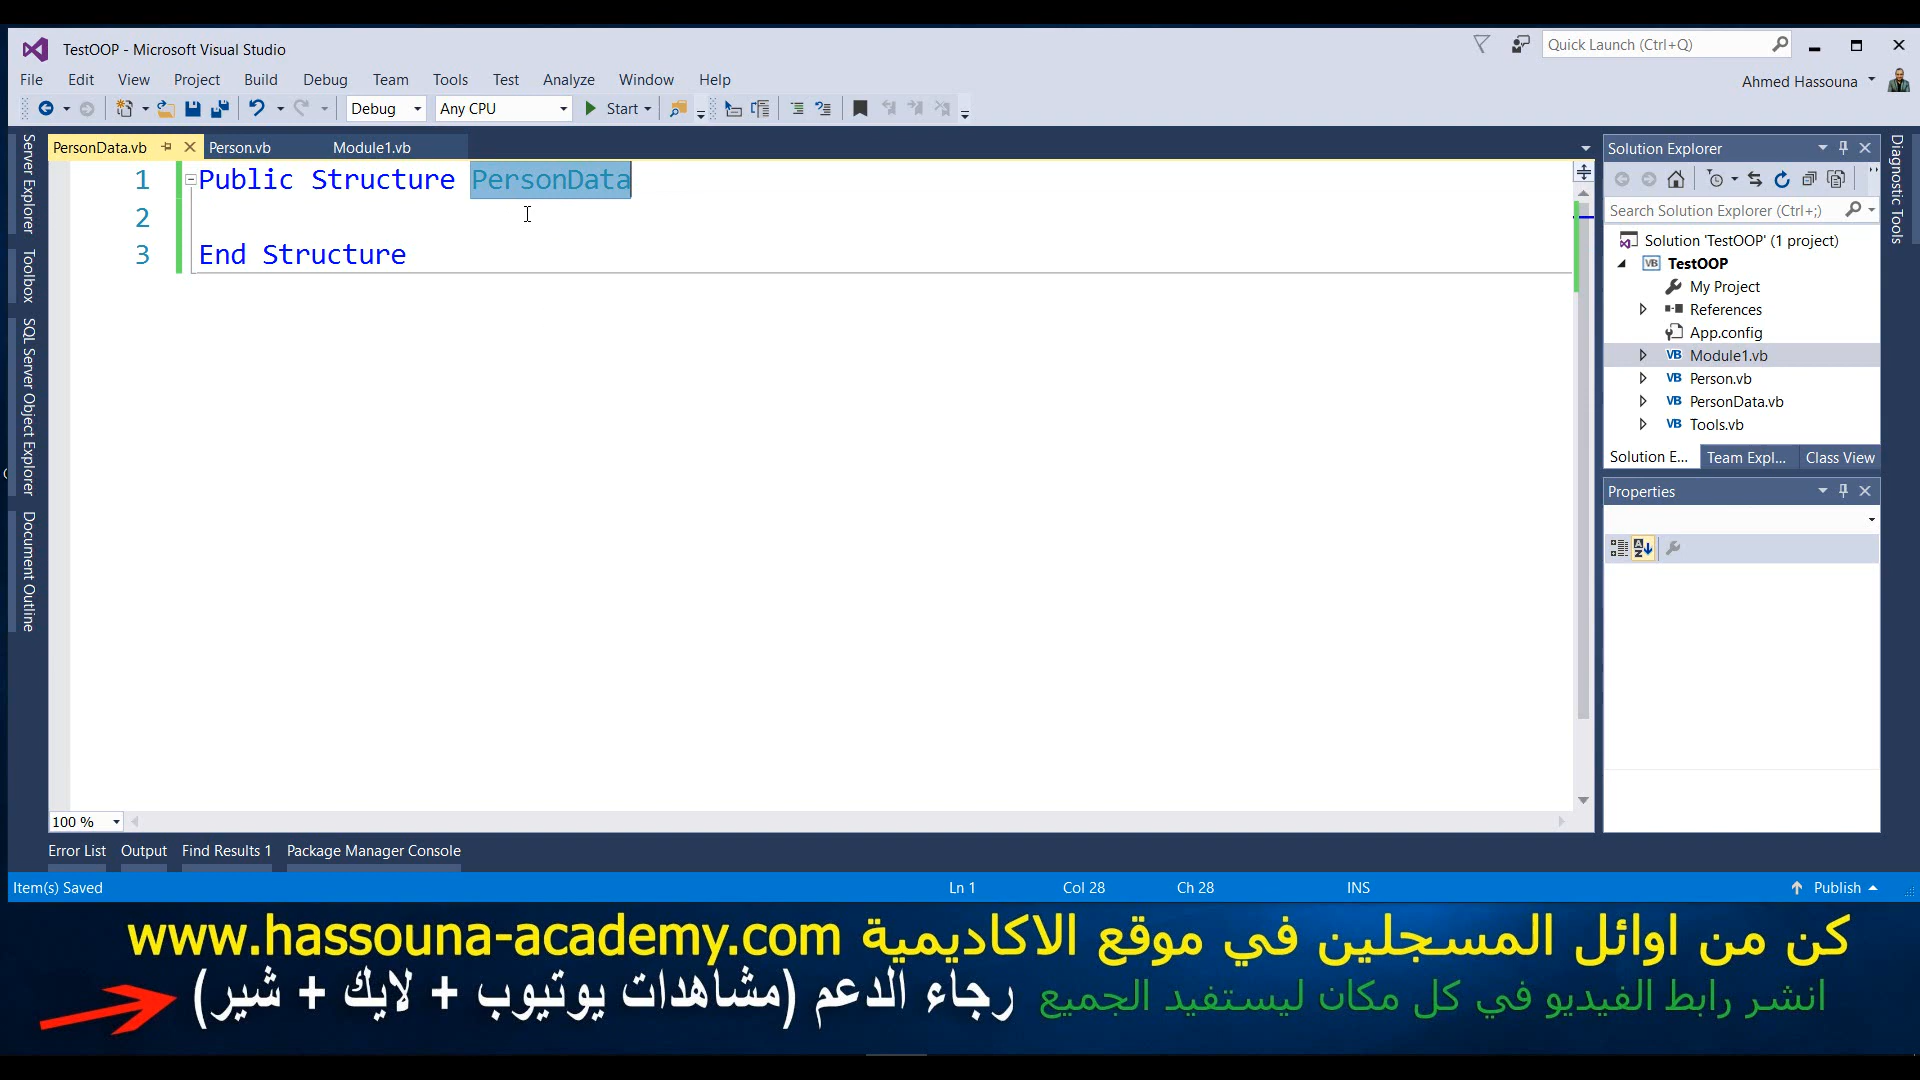 TestOOP - Microsoft Visual Studio
Quick Launch (Ctrl+Q)
File Edit View Project Build Debug Team Tools Test Analyze Window Help
Ahmed Hassouna
Debug Any CPU Start
PersonData.vb Person.vb Module1.vb
1 Public Structure PersonData
2
3 End Structure
Server Explorer
Toolbox
SQL Server Object Explorer
Document Outline
Solution Explorer
Search Solution Explorer (Ctrl+;)
Solution 'TestOOP' (1 project)
VB TestOOP
My Project
References
App.config
VB Module1.vb
VB Person.vb
VB PersonData.vb
VB Tools.vb
Solution E... Team Expl... Class View
Properties
Diagnostic Tools
100 %
Error List Output Find Results 1 Package Manager Console
Item(s) Saved Ln 1 Col 28 Ch 28 INS Publish
كن من اوائل المسجلين في موقع الاكاديمية www.hassouna-academy.com
انشر رابط الفيديو في كل مكان ليستفيد الجميع رجاء الدعم (مشاهدات يوتيوب + لايك + شير)